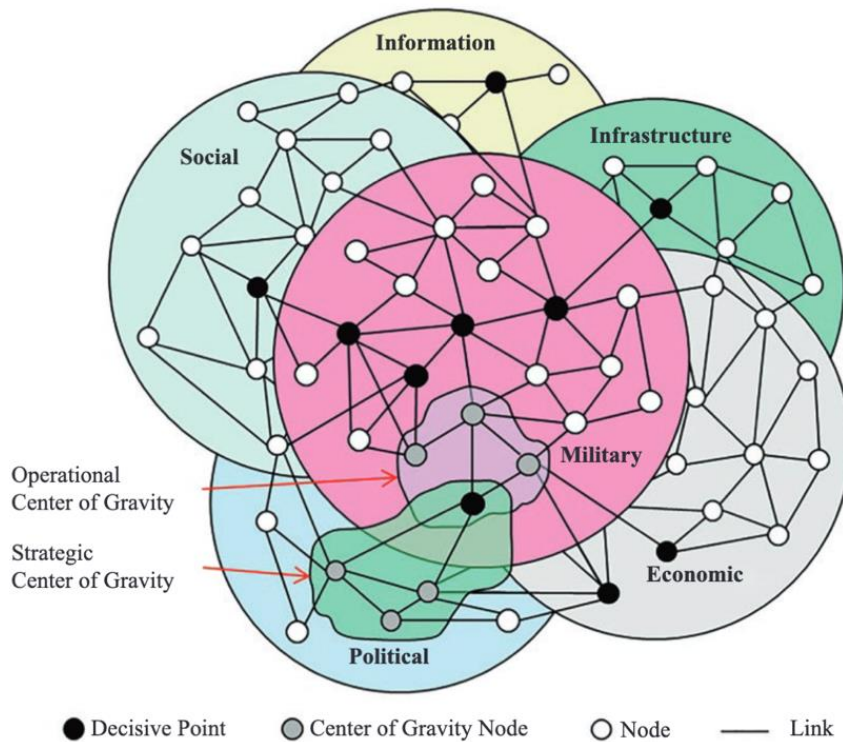 Information
Infrastructure
Social
Operational
Center of Gravity
Military
Strategic
Center of Gravity
Economic
Political
Decisive Point
Center of Gravity Node
Node
Link